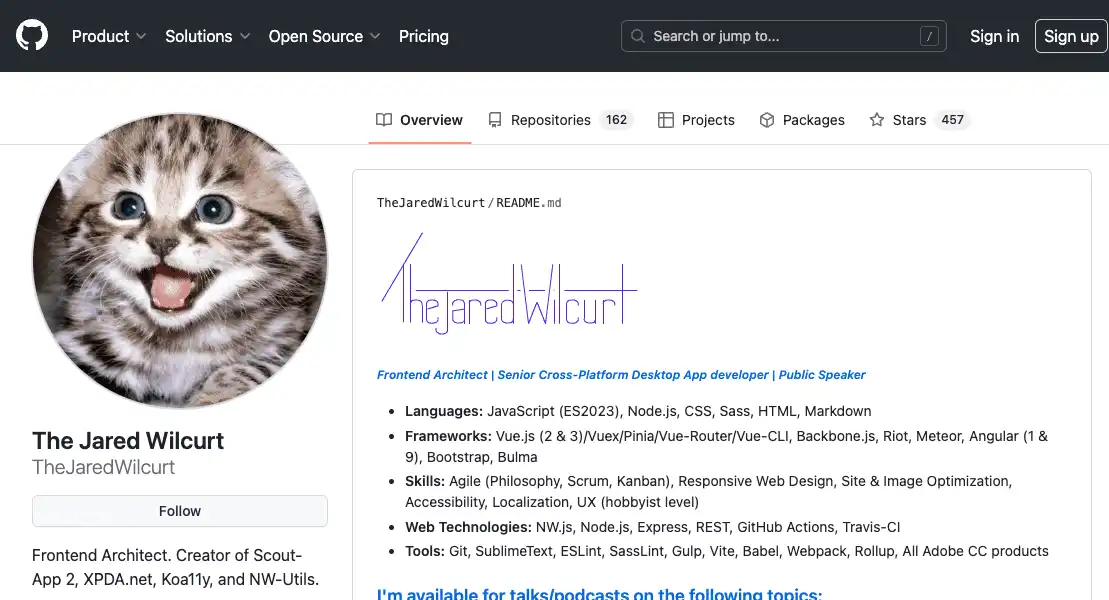 Product Solutions Open Source Pricing Search or jump to... / Sign in Sign up
Overview Repositories 162 Projects Packages Stars 457
TheJaredWilcurt/README.md
TheJaredWilcurt
Frontend Architect | Senior Cross-Platform Desktop App developer | Public Speaker
• Languages: JavaScript (ES2023), Node.js, CSS, Sass, HTML, Markdown
• Frameworks: Vue.js (2 & 3)/Vuex/Pinia/Vue-Router/Vue-CLI, Backbone.js, Riot, Meteor, Angular (1 &
9), Bootstrap, Bulma
• Skills: Agile (Philosophy, Scrum, Kanban), Responsive Web Design, Site & Image Optimization,
Accessibility, Localization, UX (hobbyist level)
• Web Technologies: NW.js, Node.js, Express, REST, GitHub Actions, Travis-CI
• Tools: Git, SublimeText, ESLint, SassLint, Gulp, Vite, Babel, Webpack, Rollup, All Adobe CC products
I'm available for talks/podcasts on the following topics:
The Jared Wilcurt
TheJaredWilcurt
Follow
Frontend Architect. Creator of Scout-
App 2, XPDA.net, Koa11y, and NW-Utils.